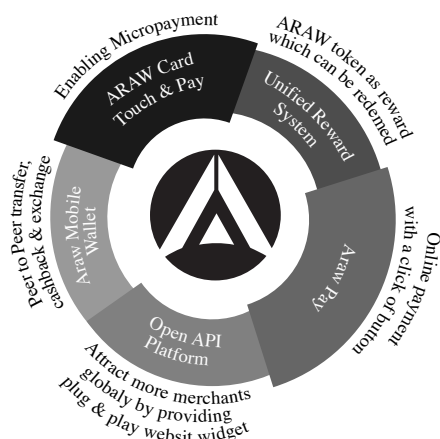 Enabling Micropayment
ARAW Card
Touch & Pay
ARAW token as reward
which can be redemed
Unified Reward
System
Online payment
with a click of button
Araw Pay
Attract more merchants
globaly by providing
plug & play websit widget
Open API
Platform
Peer to Peer transfer,
cashback & exchange
Araw Mobile
Wallet